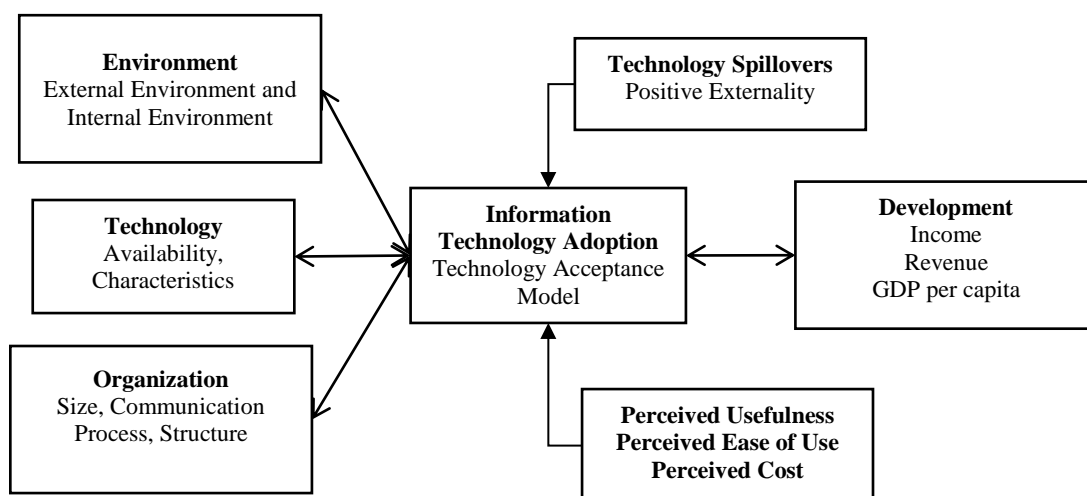 Environment
External Environment and
Internal Environment
Technology Spillovers
Positive Externality
Technology
Availability,
Characteristics
Information
Technology Adoption
Technology Acceptance
Model
Development
Income
Revenue
GDP per capita
Organization
Size, Communication
Process, Structure
Perceived Usefulness
Perceived Ease of Use
Perceived Cost